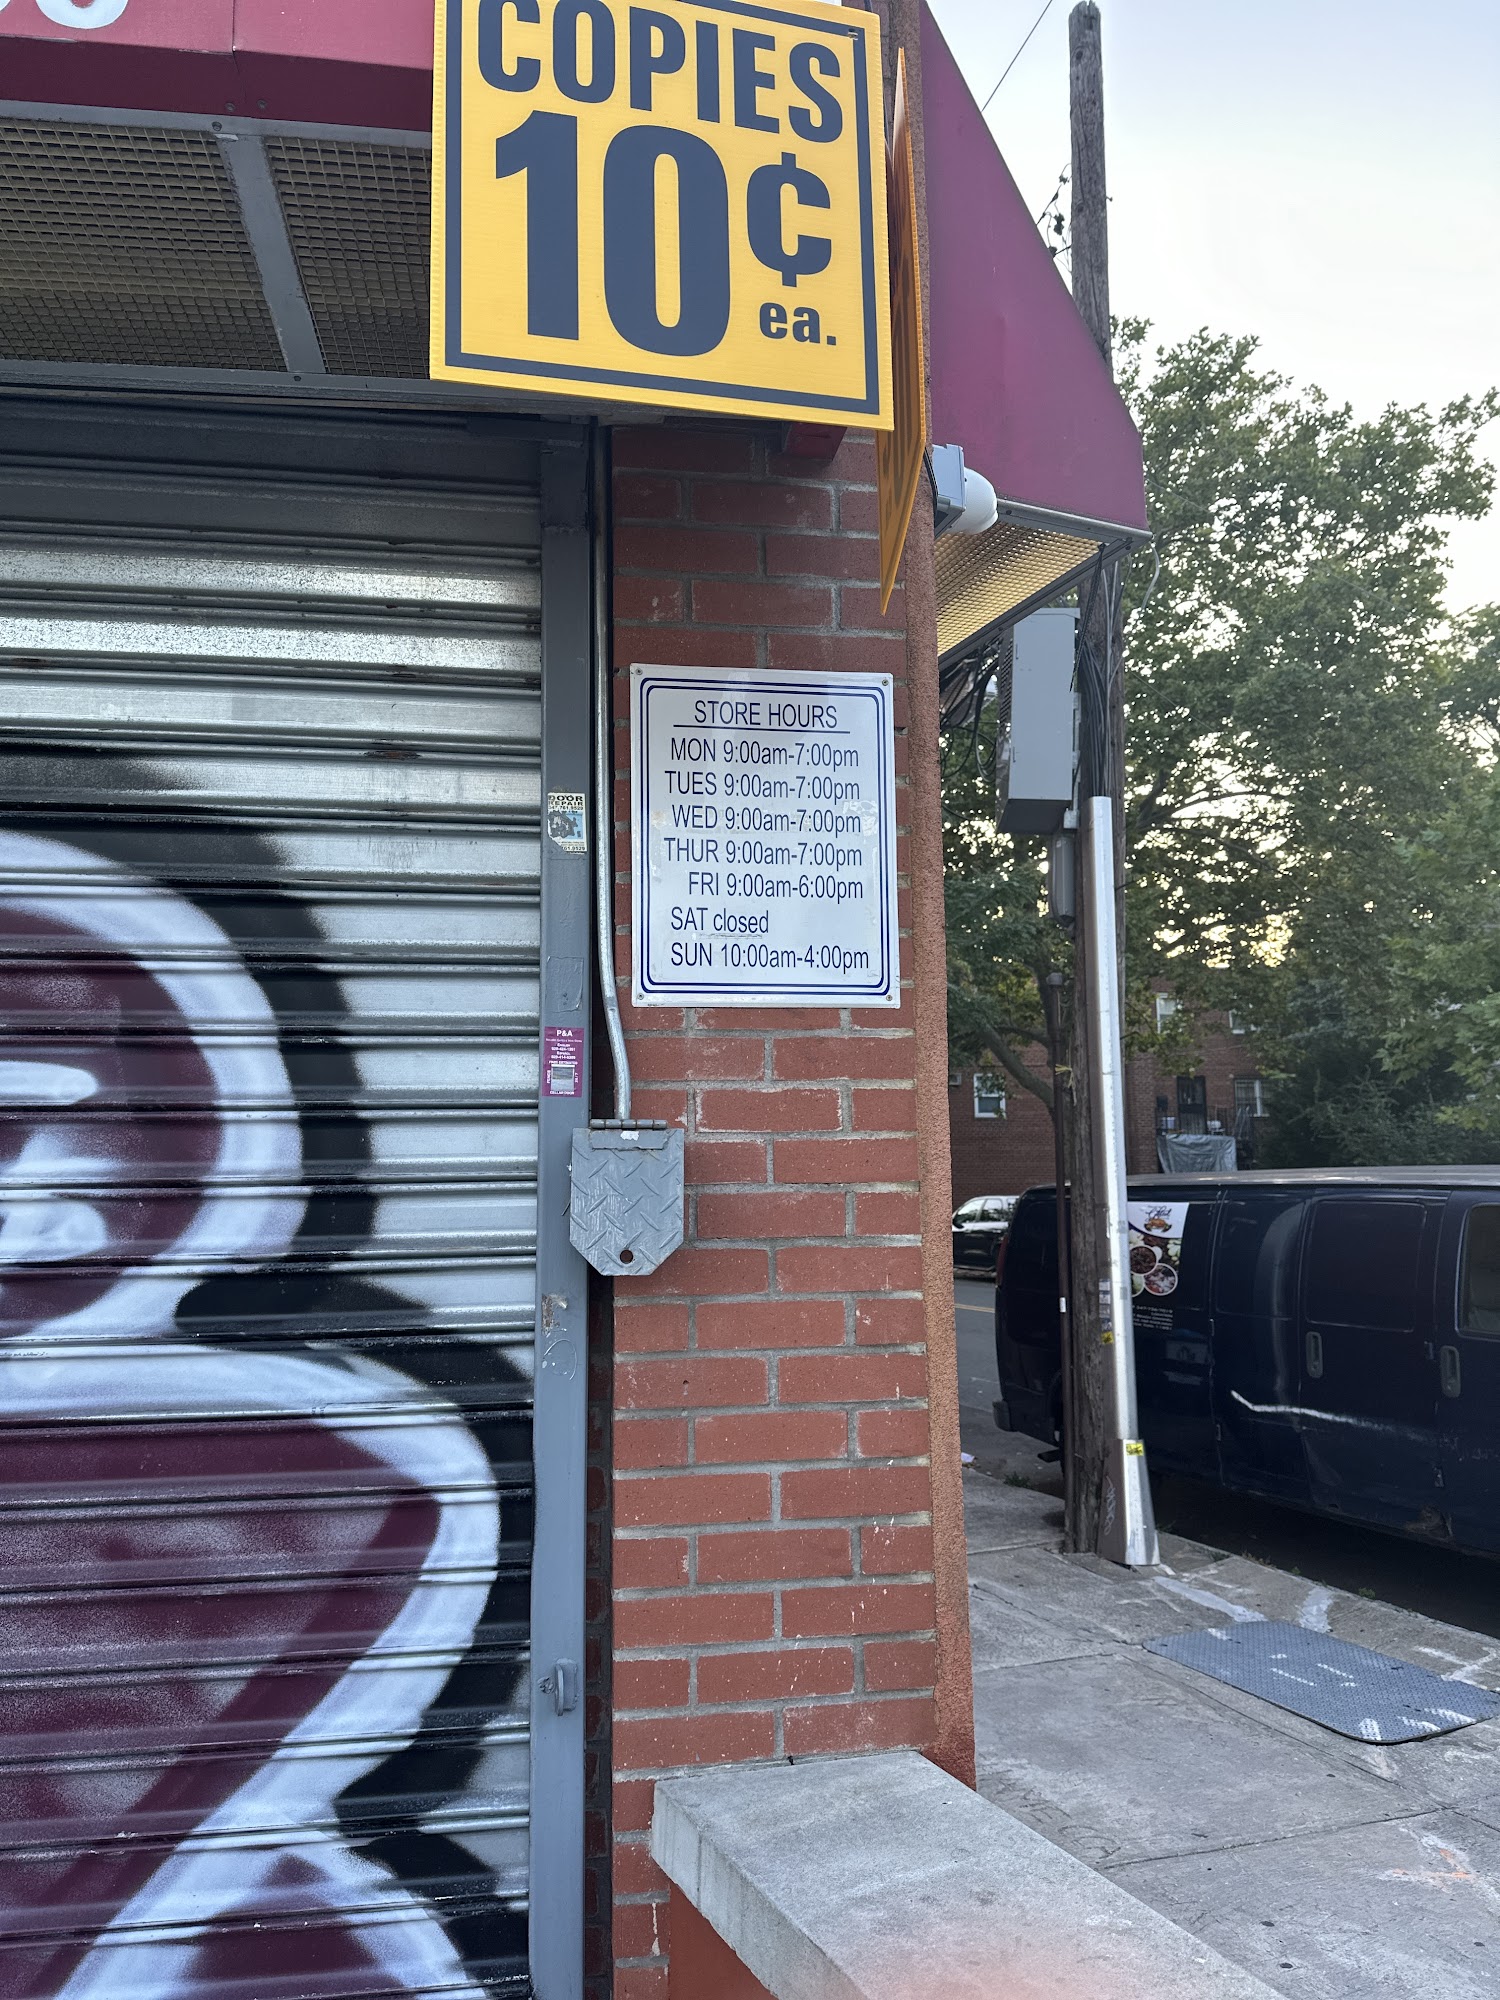 COPIES
10¢
ea.
STORE HOURS
MON 9:00am-7:00pm
TUES 9:00am-7:00pm
WED 9:00am-7:00pm
THUR 9:00am-7:00pm
FRI 9:00am-6:00pm
SAT closed
SUN 10:00am-4:00pm
DOOR
REPAIR
P&A
CELLAR DOOR